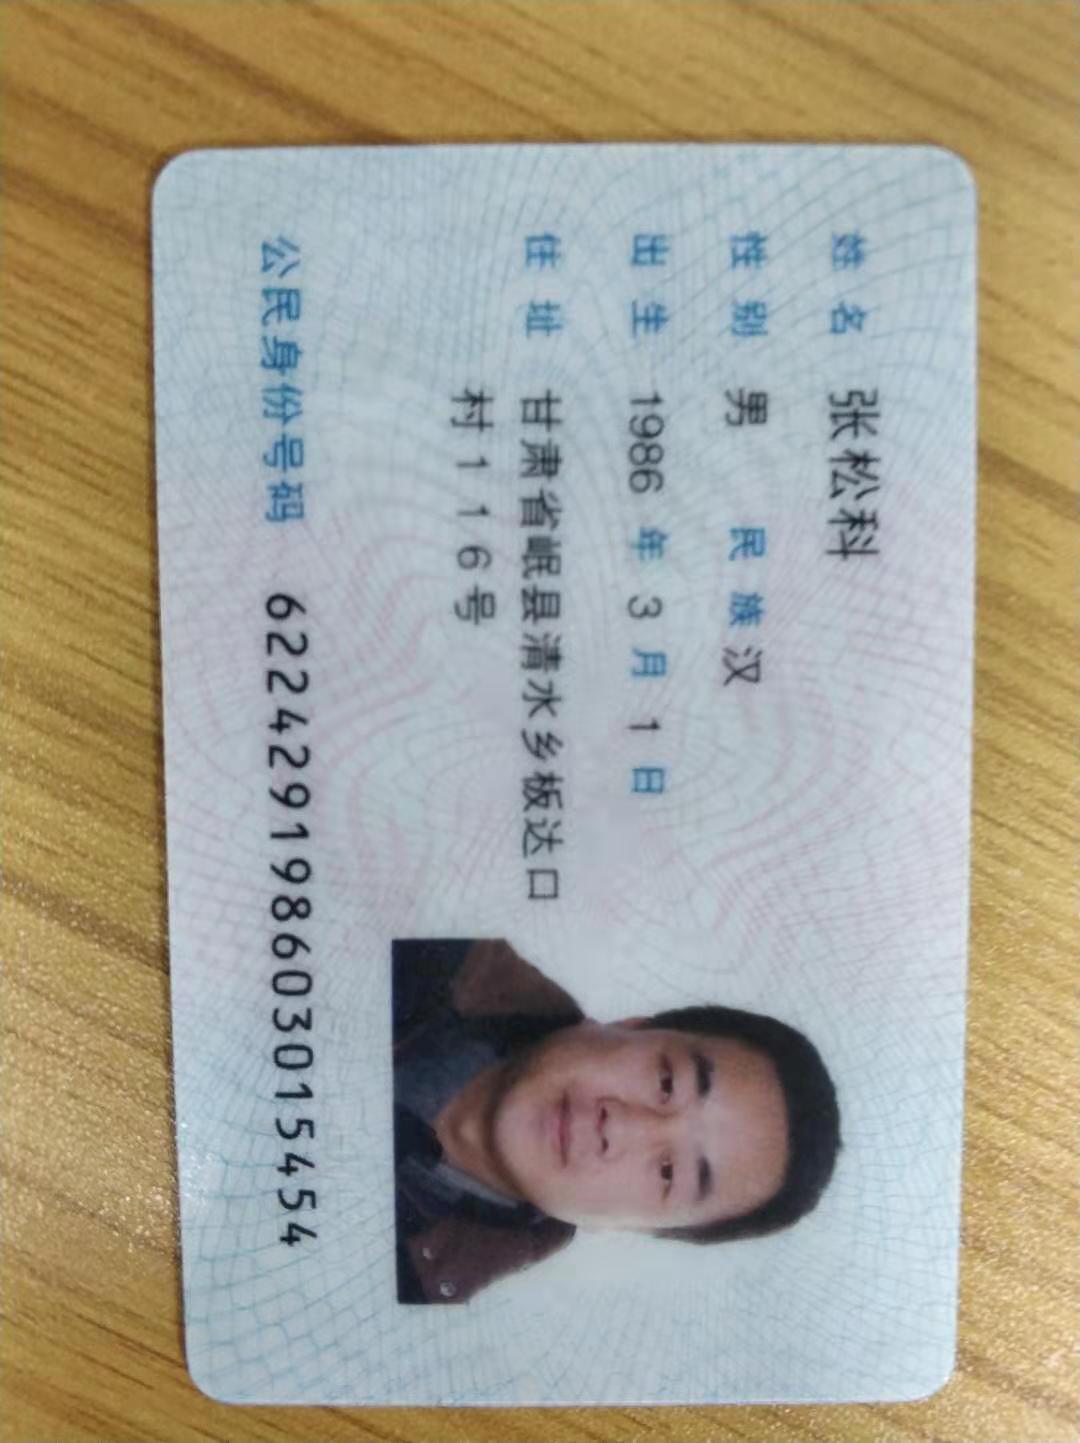 姓名 张松科
性别 男 民族 汉
出生 1986 年 3 月 1 日
住址 甘肃省岷县清水乡板达口
村116号
公民身份号码 622429198603015454